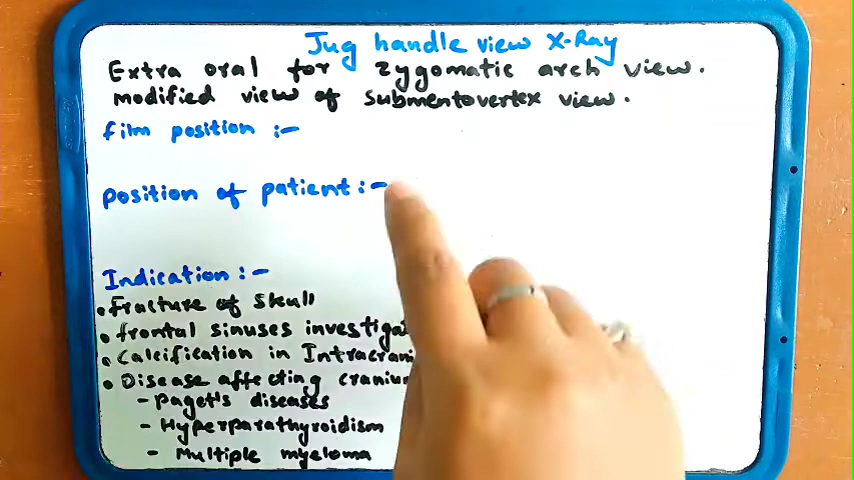 Jug handle view X-Ray
Extra oral for zygomatic arch view.
modified view of submentovertex view.
film position :-
position of patient :-
Indication :-
• Fracture of skull
• frontal sinuses
• Calcification in
• Disease affecting
- Paget's diseases
- Hyperparathyroidism
- Multiple myeloma